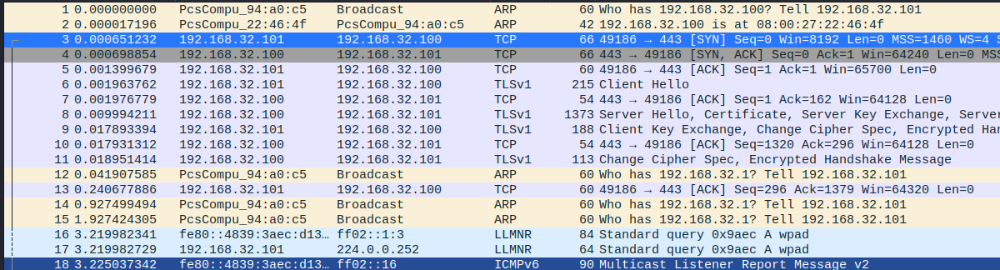 1 0.000000000 PcsCompu_94:a0:c5 Broadcast ARP 60 Who has 192.168.32.100? Tell 192.168.32.101
2 0.000017196 PcsCompu_22:46:4f PcsCompu_94:a0:c5 ARP 42 192.168.32.100 is at 08:00:27:22:46:4f
3 0.000651232 192.168.32.101 192.168.32.100 TCP 66 49186 → 443 [SYN] Seq=0 Win=8192 Len=0 MSS=1460 WS=4 S
4 0.000698854 192.168.32.100 192.168.32.101 TCP 66 443 → 49186 [SYN, ACK] Seq=0 Ack=1 Win=64240 Len=0 MSS
5 0.001399679 192.168.32.101 192.168.32.100 TCP 60 49186 → 443 [ACK] Seq=1 Ack=1 Win=65700 Len=0
6 0.001963762 192.168.32.101 192.168.32.100 TLSv1 215 Client Hello
7 0.001976779 192.168.32.100 192.168.32.101 TCP 54 443 → 49186 [ACK] Seq=1 Ack=162 Win=64128 Len=0
8 0.009994211 192.168.32.100 192.168.32.101 TLSv1 1373 Server Hello, Certificate, Server Key Exchange, Server
9 0.017893394 192.168.32.101 192.168.32.100 TLSv1 188 Client Key Exchange, Change Cipher Spec, Encrypted Han
10 0.017931312 192.168.32.100 192.168.32.101 TCP 54 443 → 49186 [ACK] Seq=1320 Ack=296 Win=64128 Len=0
11 0.018951414 192.168.32.100 192.168.32.101 TLSv1 113 Change Cipher Spec, Encrypted Handshake Message
12 0.041907585 PcsCompu_94:a0:c5 Broadcast ARP 60 Who has 192.168.32.1? Tell 192.168.32.101
13 0.240677886 192.168.32.101 192.168.32.100 TCP 60 49186 → 443 [ACK] Seq=296 Ack=1379 Win=64320 Len=0
14 0.927499494 PcsCompu_94:a0:c5 Broadcast ARP 60 Who has 192.168.32.1? Tell 192.168.32.101
15 1.927424305 PcsCompu_94:a0:c5 Broadcast ARP 60 Who has 192.168.32.1? Tell 192.168.32.101
16 3.219982341 fe80::4839:3aec:d13… ff02::1:3 LLMNR 84 Standard query 0x9aec A wpad
17 3.219982729 192.168.32.101 224.0.0.252 LLMNR 64 Standard query 0x9aec A wpad
18 3.225037342 fe80::4839:3aec:d13… ff02::16 ICMPv6 90 Multicast Listener Report Message v2